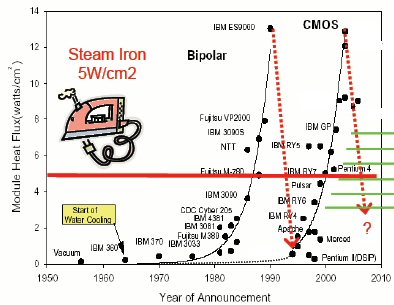 IBM ES9000
CMOS
Steam Iron
5W/cm2
Bipolar
Fujitsu VP2000
IBM GP
IBM 3090S
NTT
IBM RY5
Fujitsu M-780
IBM RY7
Pentium 4
Pulsar
IBM 3090
IBM RY6
Start of
Water Cooling
CDC Cyber 205
IBM 4381
IBM RY4
?
IBM 3081
Apache
Fujitsu M380
Merced
IBM 370
IBM 3033
IBM 360
Vacuum
Pentium II(DSIP)
Module Heat Flux(watts/cm2)
14
12
10
8
6
4
2
0
1950
1960
1970
1980
1990
2000
2010
Year of Announcement